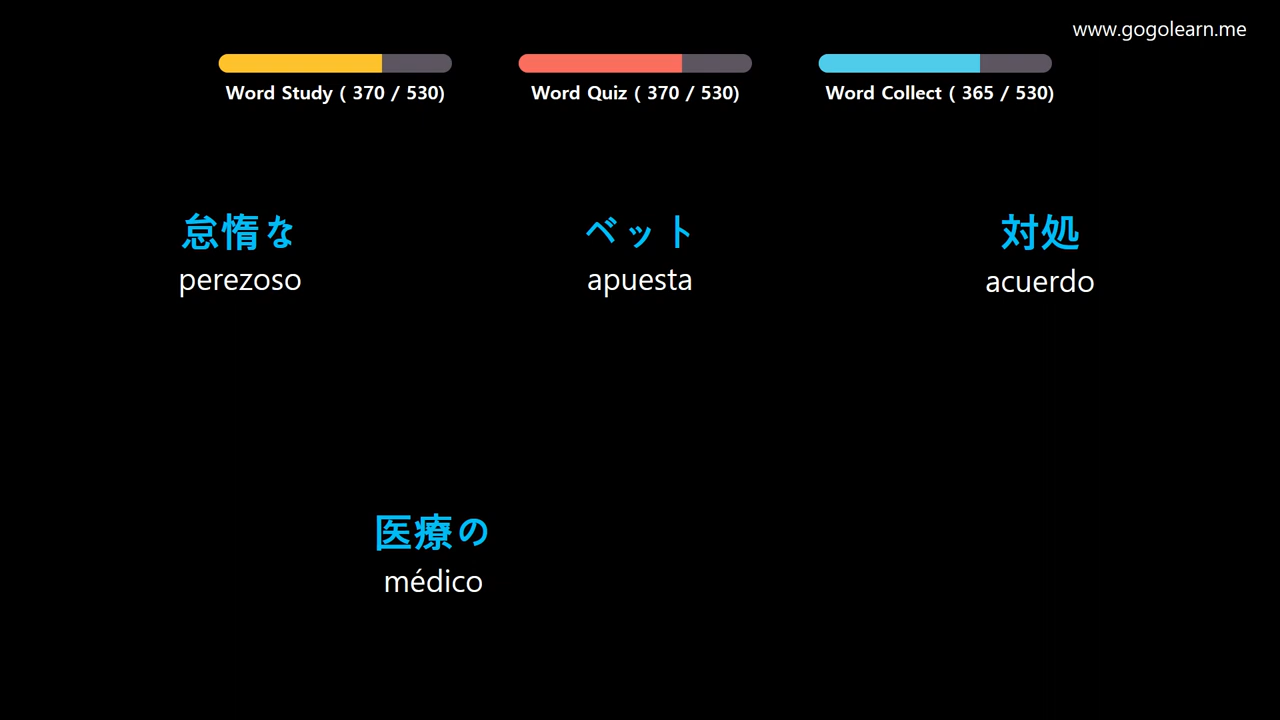 www.gogolearn.me
Word Study ( 370 / 530)
Word Quiz ( 370 / 530)
Word Collect ( 365 / 530)
怠惰な
perezoso
ベット
apuesta
対処
acuerdo
医療の
médico